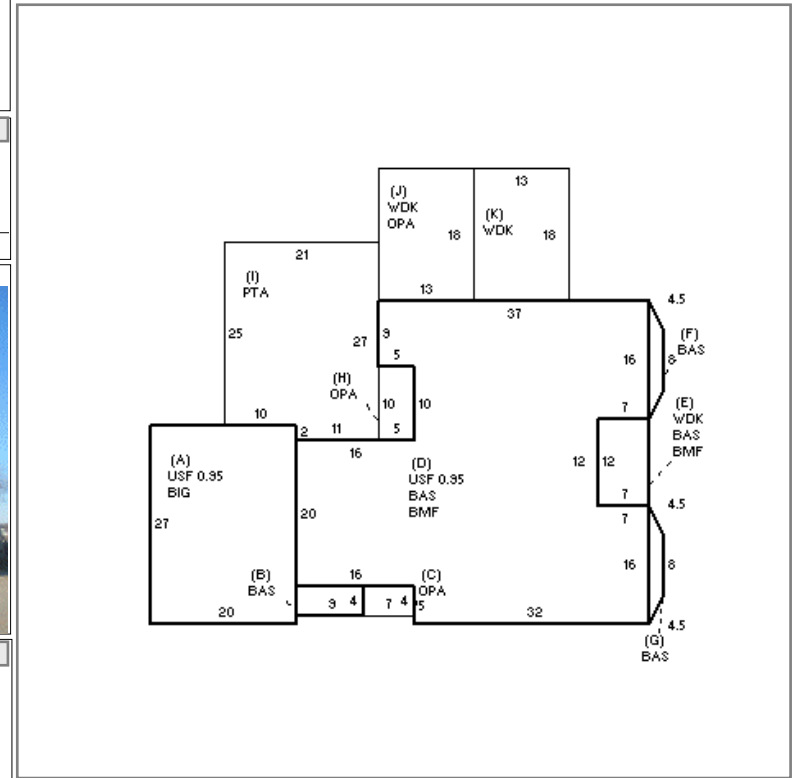 13
(J)
WDK
OPA
18
(K)
WDK
18
21
(I)
PTA
13
4.5
37
25
27
9
5
16
8
(F)
BAS
(H)
OPA
10
10
7
(E)
WDK
BAS
BMF
10
2
11
5
16
(A)
USF 0.95
BIG
(D)
USF 0.95
BAS
BMF
12
12
7
4.5
7
27
20
16
8
(B)
BAS
16
(C)
OPA
9
4
7
4
5
20
32
4.5
(G)
BAS